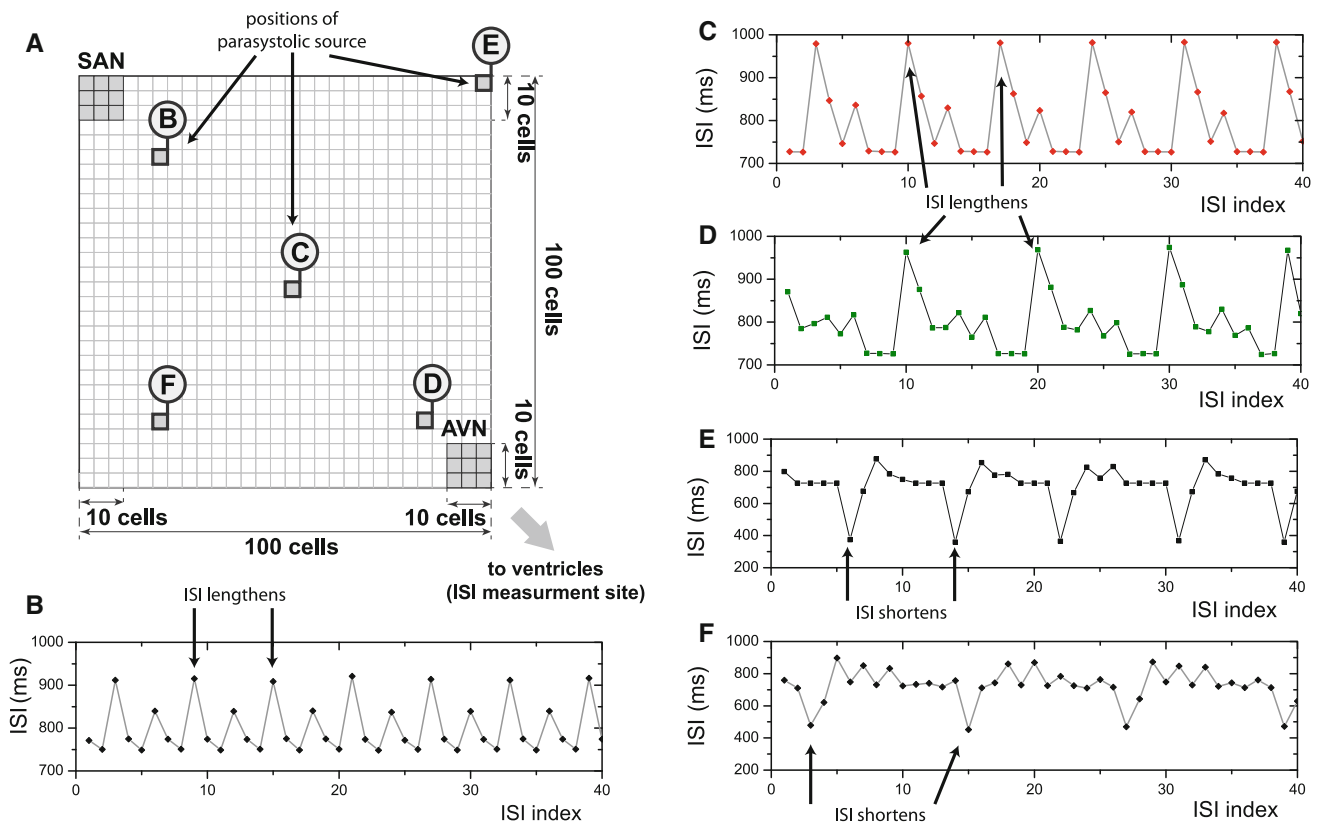 A
positions of
parasystolic source
SAN
E
B
C
F
D
AVN
10 cells
100 cells
10 cells
10 cells
10 cells
100 cells
to ventricles
(ISI measurment site)
B
ISI lengthens
ISI (ms)
1000
900
800
700
0
10
20
30
40
ISI index
C
ISI (ms)
1000
900
800
700
0
10
20
30
40
ISI index
ISI lengthens
D
ISI (ms)
1000
900
800
700
0
10
20
30
40
ISI index
E
ISI (ms)
1000
800
600
400
200
0
10
20
30
40
ISI index
ISI shortens
F
ISI (ms)
1000
800
600
400
200
0
10
20
30
40
ISI index
ISI shortens